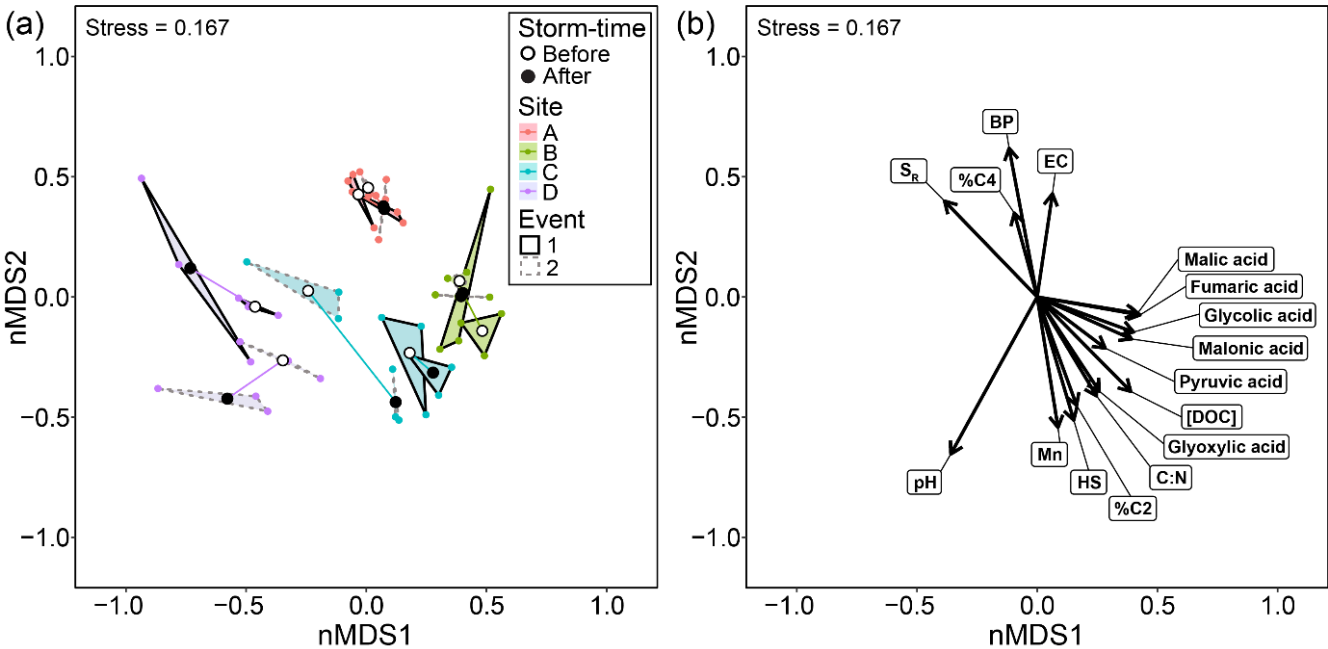 (a)
Stress = 0.167
Storm-time
Before
After
Site
A
B
C
D
Event
1
2
1.0
0.5
0.0
−0.5
−1.0
nMDS2
−1.0
−0.5
0.0
0.5
1.0
nMDS1
(b)
Stress = 0.167
BP
EC
SR
%C4
Malic acid
Fumaric acid
Glycolic acid
Malonic acid
Pyruvic acid
[DOC]
Glyoxylic acid
C:N
%C2
HS
Mn
pH
1.0
0.5
0.0
−0.5
−1.0
nMDS2
−1.0
−0.5
0.0
0.5
1.0
nMDS1